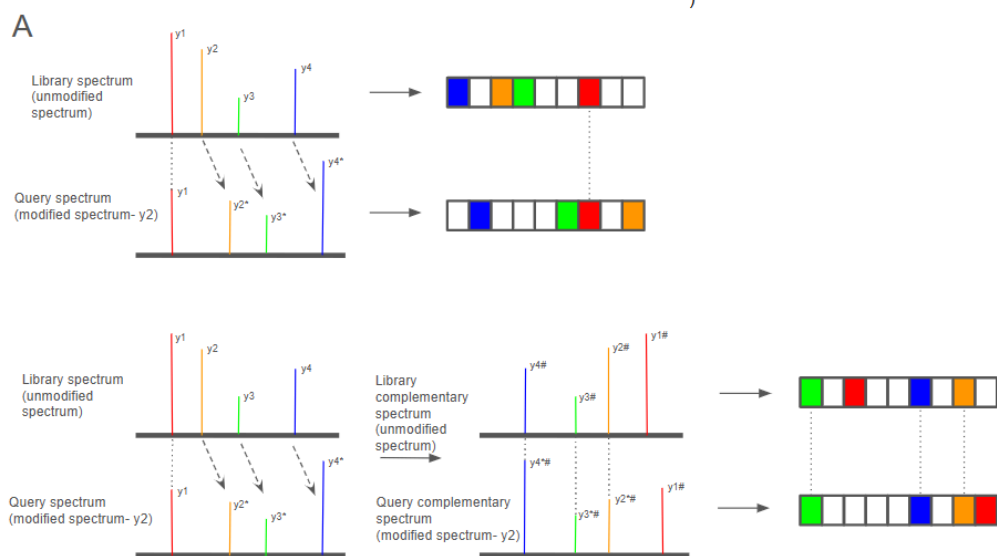 )
A
y1
y2
y3
y4
Library spectrum
(unmodified
spectrum)
y1
y2*
y3*
y4*
Query spectrum
(modified spectrum- y2)
y1
y2
y3
y4
Library spectrum
(unmodified
spectrum)
y1
y2*
y3*
y4*
Query spectrum
(modified spectrum- y2)
y4#
y3#
y2#
y1#
Library
complementary
spectrum
(unmodified
spectrum)
y4*#
y3*#
y2*#
y1#
Query complementary
spectrum
(modified spectrum- y2)